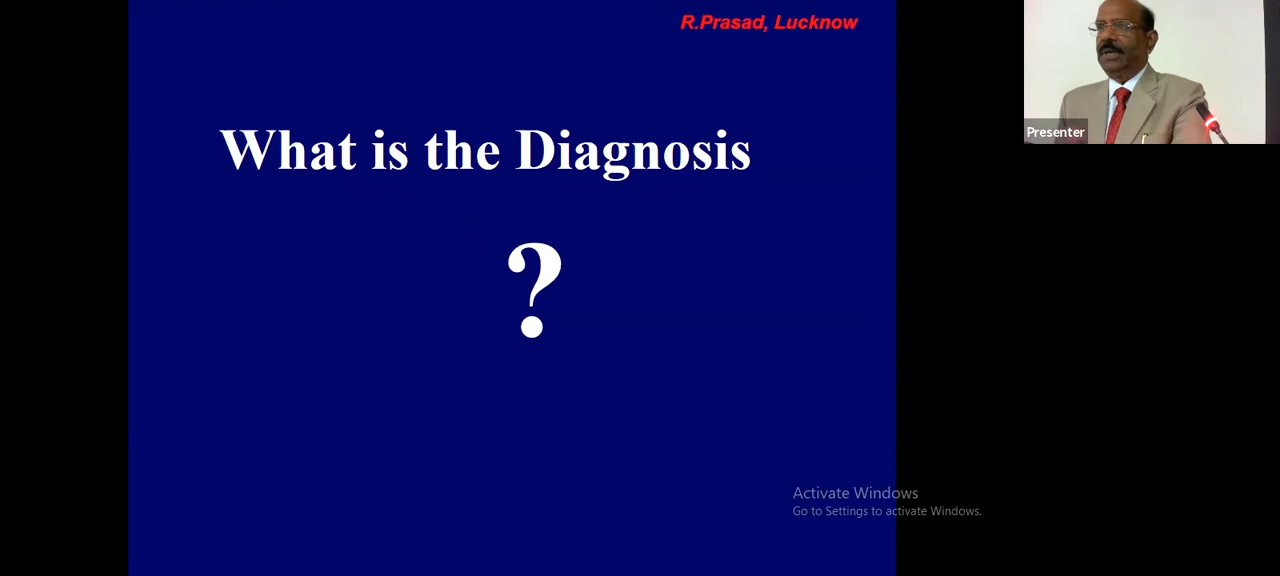 R.Prasad, Lucknow
What is the Diagnosis
?
Presenter
Activate Windows
Go to Settings to activate Windows.